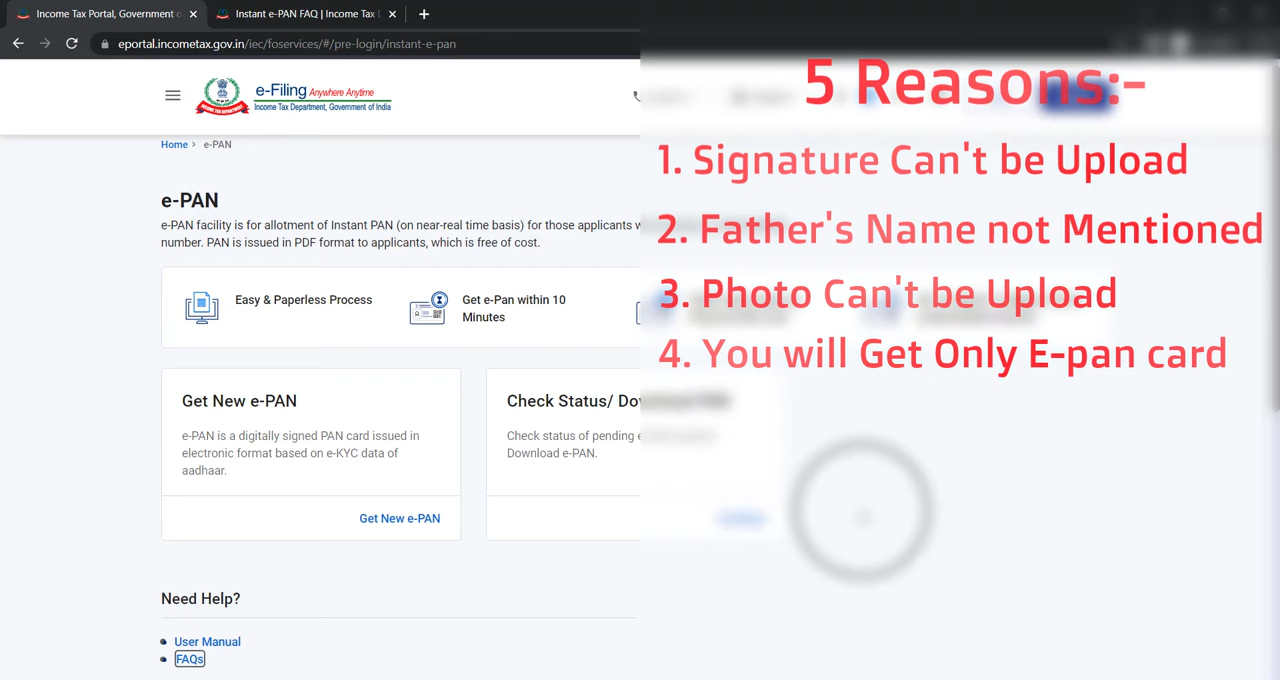 Income Tax Portal, Government o
Instant e-PAN FAQ | Income Tax D
eportal.incometax.gov.in/iec/foservices/#/pre-login/instant-e-pan
e-Filing Anywhere Anytime
Income Tax Department, Government of India
Home > e-PAN
e-PAN
e-PAN facility is for allotment of Instant PAN (on near-real time basis) for those applicants w
number. PAN is issued in PDF format to applicants, which is free of cost.
Easy & Paperless Process
Get e-Pan within 10
Minutes
Get New e-PAN
e-PAN is a digitally signed PAN card issued in
electronic format based on e-KYC data of
aadhaar.
Get New e-PAN
Check Status/
Check status of pending
Download e-PAN.
Need Help?
User Manual
FAQs
5 Reasons:-
1. Signature Can't be Upload
2. Father's Name not Mentioned
3. Photo Can't be Upload
4. You will Get Only E-pan card